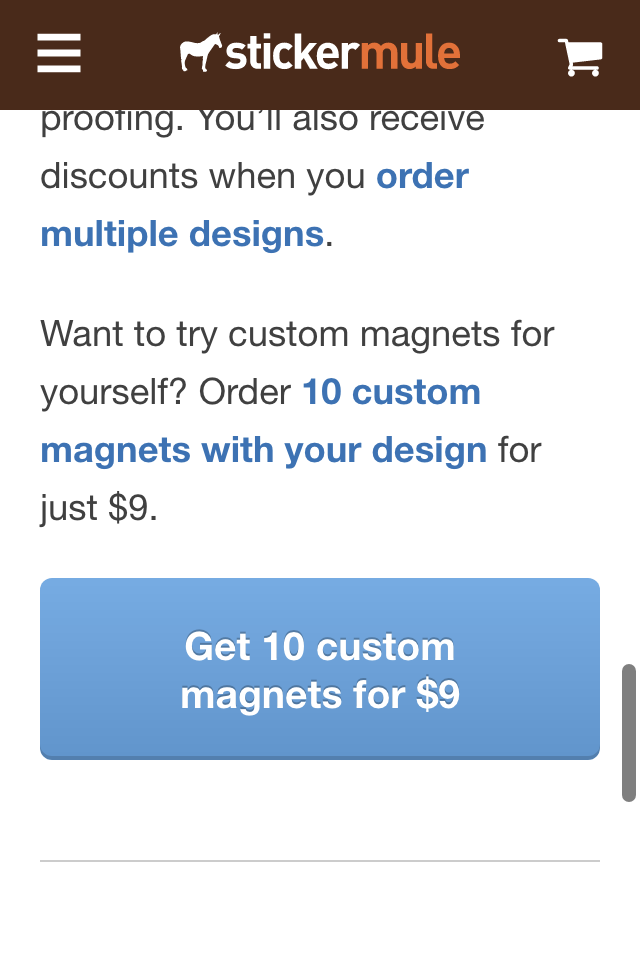 stickermule
proofing. You'll also receive
discounts when you order
multiple designs.
Want to try custom magnets for
yourself? Order 10 custom
magnets with your design for
just $9.
Get 10 custom
magnets for $9